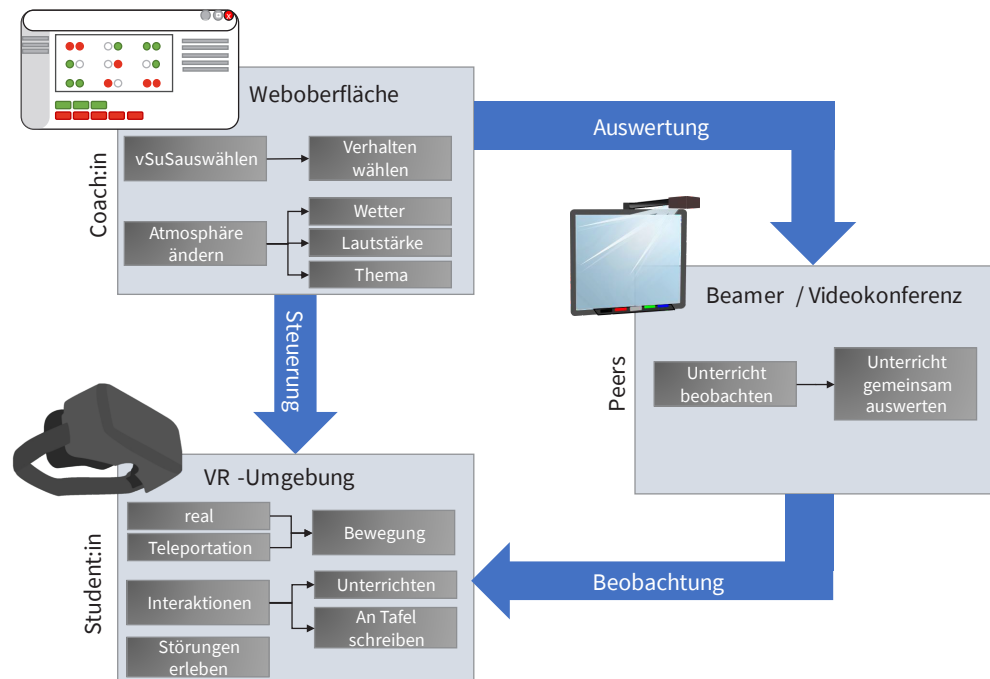 x
Weboberfläche
Coach:in
vSuSauswählen
Verhalten
wählen
Atmosphäre
ändern
Wetter
Lautstärke
Thema
Auswertung
Steuerung
Beamer / Videokonferenz
Peers
Unterricht
beobachten
Unterricht
gemeinsam
auswerten
VR -Umgebung
Student:in
real
Teleportation
Bewegung
Interaktionen
Unterrichten
An Tafel
schreiben
Störungen
erleben
Beobachtung